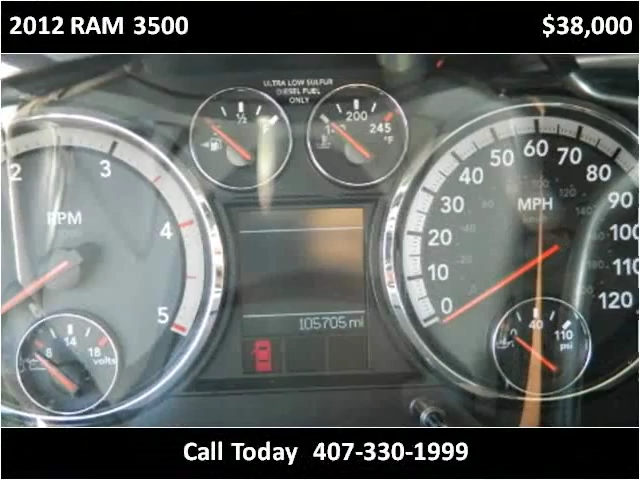 2012 RAM 3500 $38,000
ULTRA LOW SULFUR
DIESEL FUEL
ONLY
½
200
245
°F
2 3 4 5
RPM
8 14 18
volts
105705 mi
0 10 20 30 40 50 60 70 80 90 100 110 120
MPH
40 110
psi
Call Today 407-330-1999